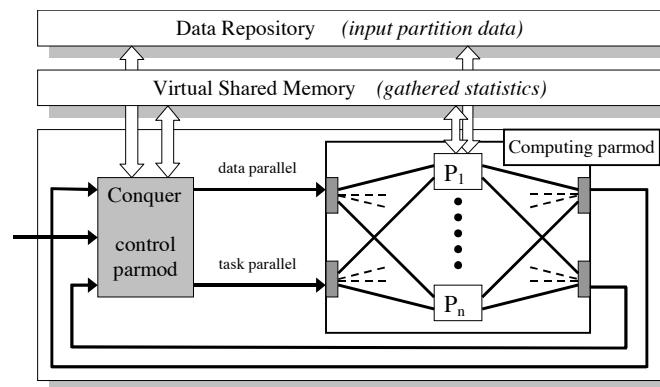 Data Repository (input partition data)
Virtual Shared Memory (gathered statistics)
Computing parmod
data parallel
P1
Conquer
control
parmod
task parallel
Pn